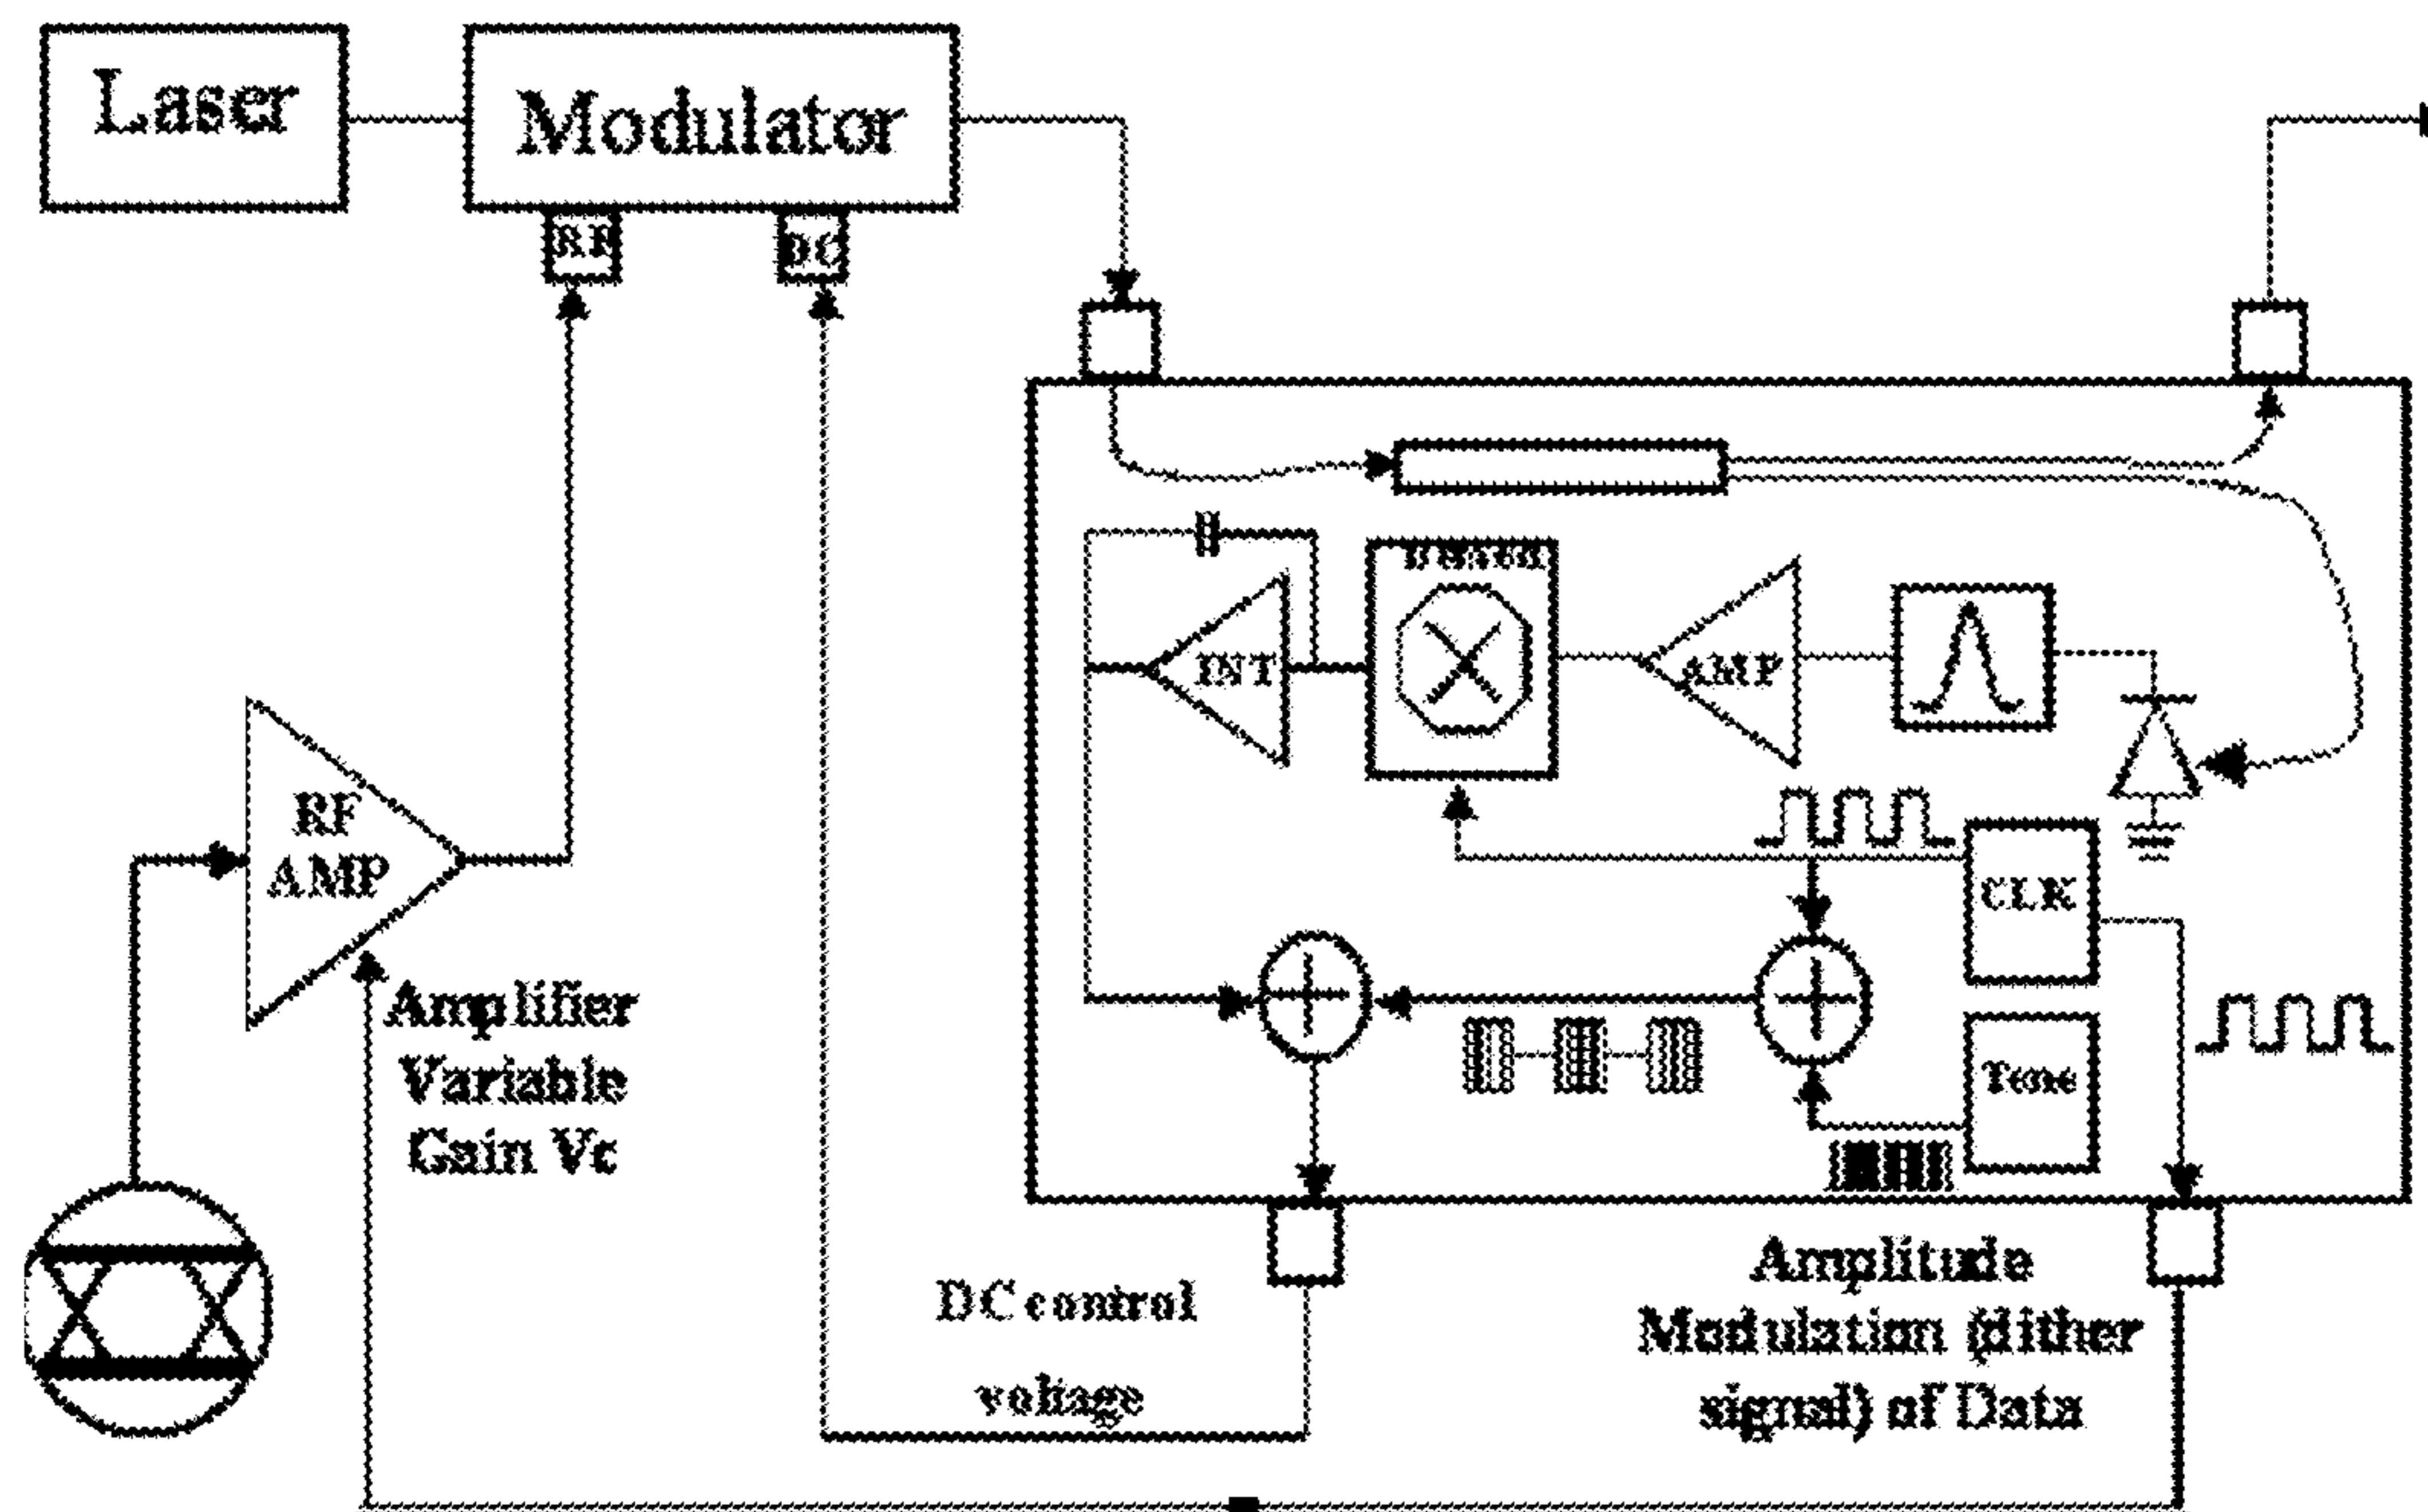 Laser
Modulator
RF
DC
INT
AMP
RF
AMP
CLK
Amplifier
Variable
Gain Vc
Tone
DC control
voltage
Amplitude
Modulation (dither
signal) of Data